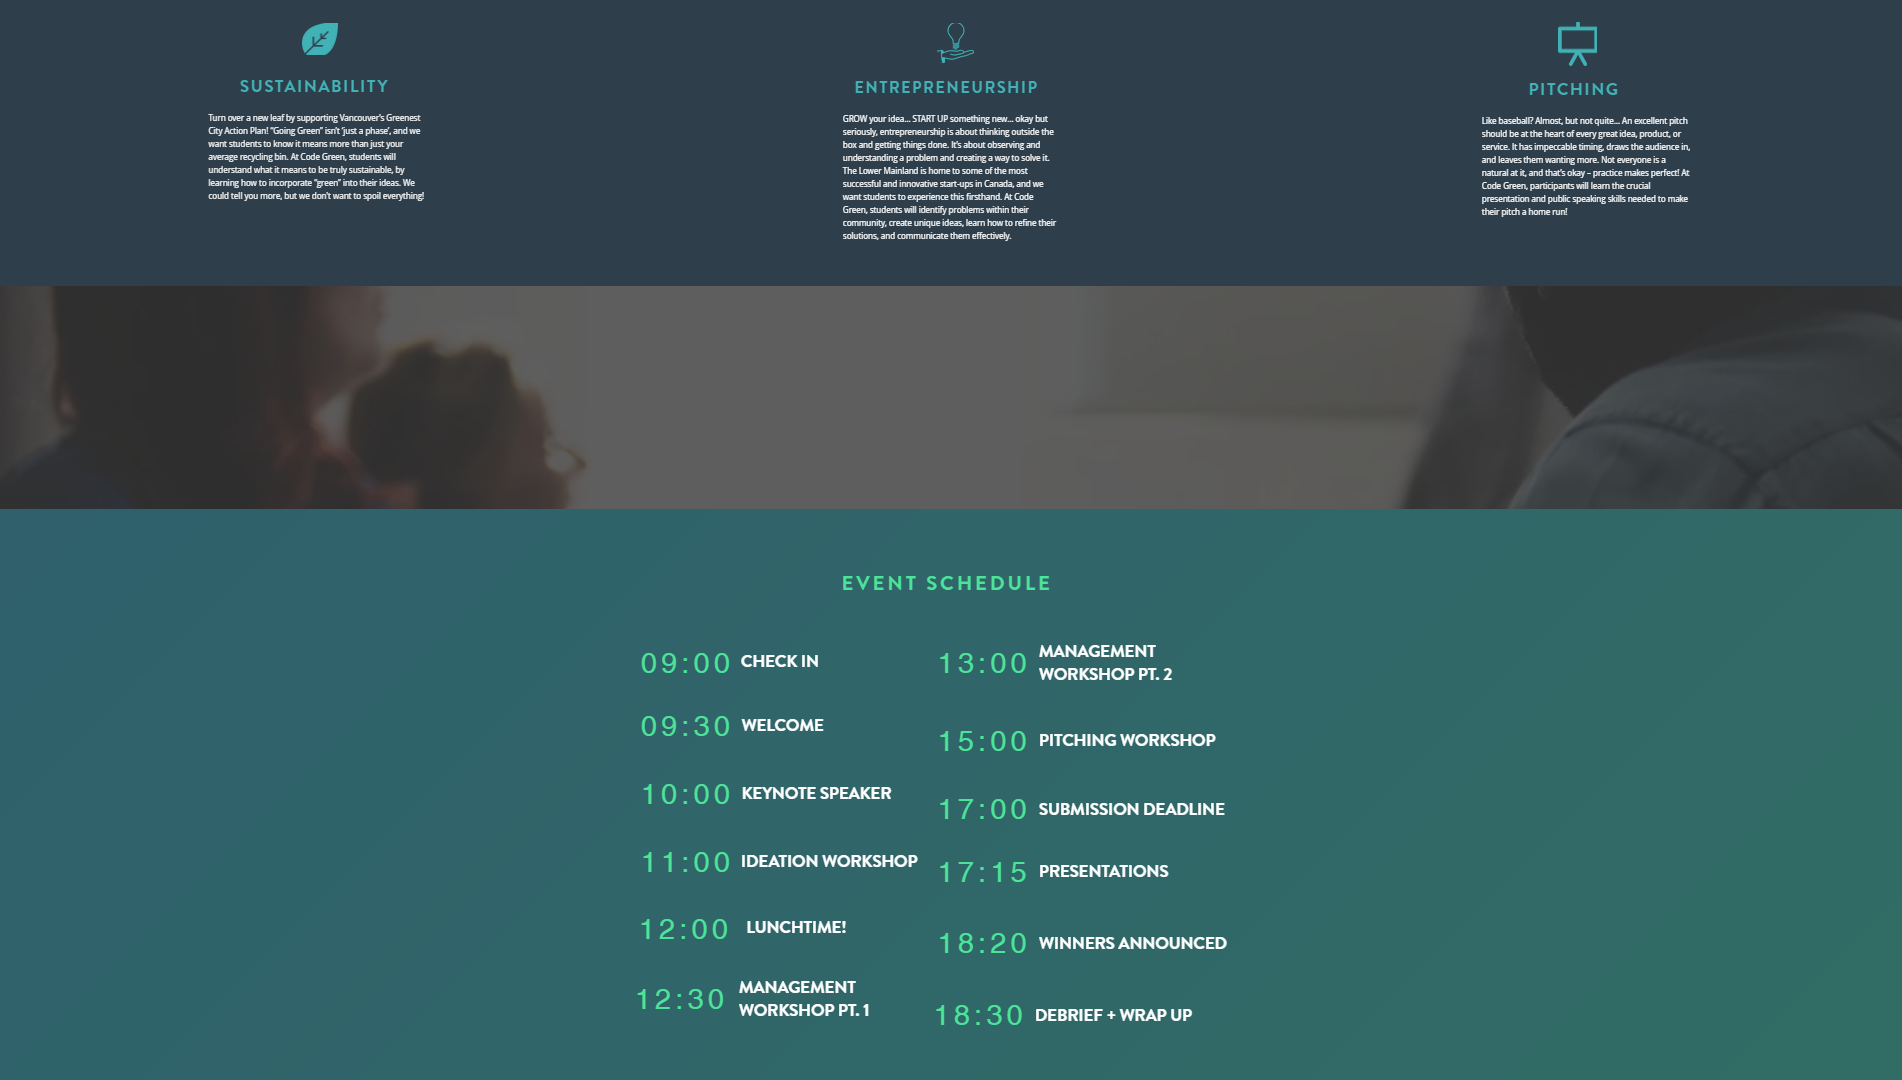 SUSTAINABILITY
Turn over a new leaf by supporting Vancouver's Greenest
City Action Plan! "Going Green" isn't 'just a phase', and we
want students to know it means more than just your
average recycling bin. At Code Green, students will
understand what it means to be truly sustainable, by
learning how to incorporate "green" into their ideas. We
could tell you more, but we don't want to spoil everything!
ENTREPRENEURSHIP
GROW your idea... START UP something new... okay but
seriously, entrepreneurship is about thinking outside the
box and getting things done. It's about observing and
understanding a problem and creating a way to solve it.
The Lower Mainland is home to some of the most
successful and innovative start-ups in Canada, and we
want students to experience this firsthand. At Code
Green, students will identify problems within their
community, create unique ideas, learn how to refine their
solutions, and communicate them effectively.
PITCHING
Like baseball? Almost, but not quite... An excellent pitch
should be at the heart of every great idea, product, or
service. It has impeccable timing, draws the audience in,
and leaves them wanting more. Not everyone is a
natural at it, and that's okay – practice makes perfect! At
Code Green, participants will learn the crucial
presentation and public speaking skills needed to make
their pitch a home run!
EVENT SCHEDULE
09:00 CHECK IN
09:30 WELCOME
10:00 KEYNOTE SPEAKER
11:00 IDEATION WORKSHOP
12:00 LUNCHTIME!
12:30 MANAGEMENT
WORKSHOP PT. 1
13:00 MANAGEMENT
WORKSHOP PT. 2
15:00 PITCHING WORKSHOP
17:00 SUBMISSION DEADLINE
17:15 PRESENTATIONS
18:20 WINNERS ANNOUNCED
18:30 DEBRIEF + WRAP UP